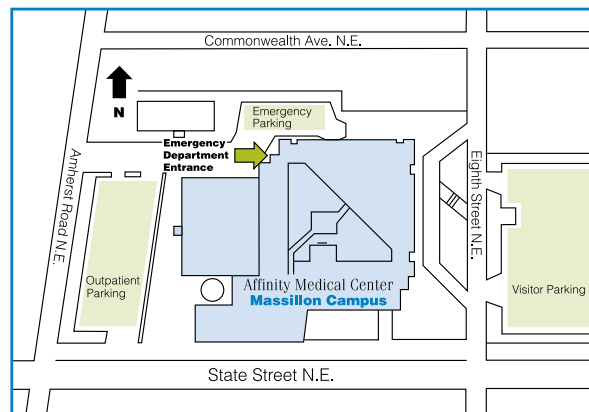 Commonwealth Ave. N.E.
N
Emergency
Parking
Emergency
Department
Entrance
Amherst Road N.E.
Eighth Street N.E.
Outpatient
Parking
Affinity Medical Center
Massillon Campus
Visitor Parking
State Street N.E.